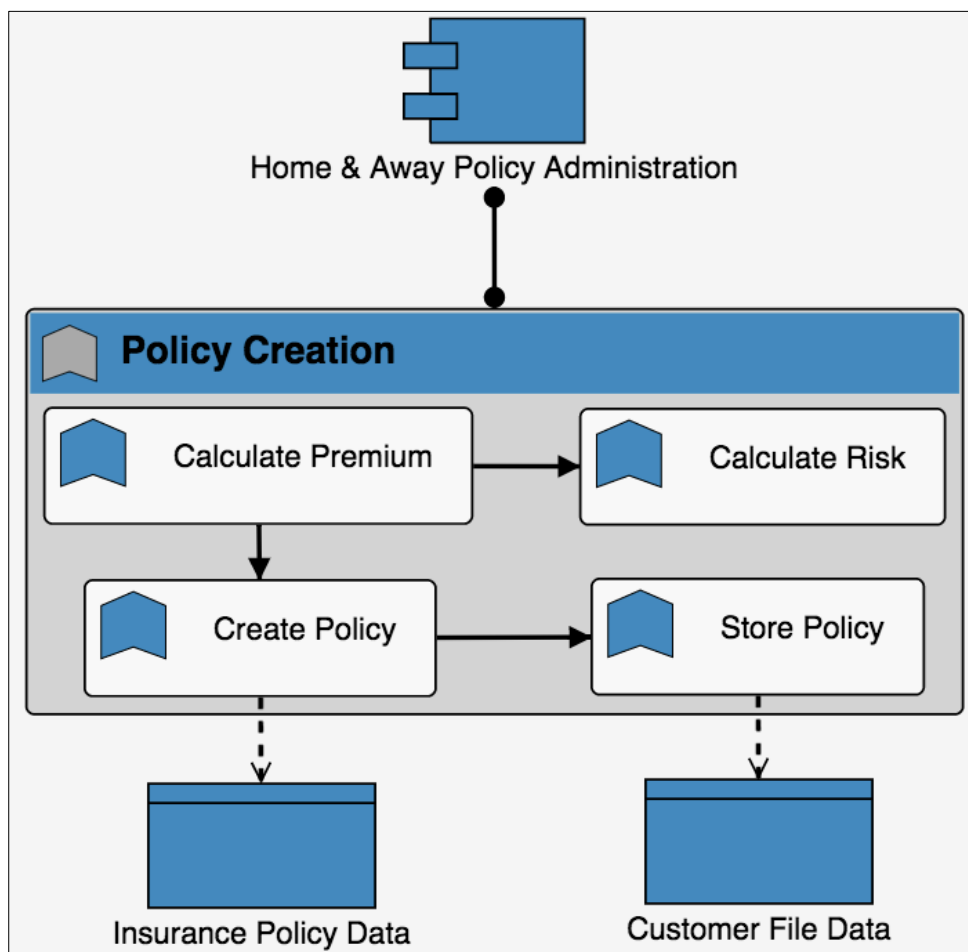 Home & Away Policy Administration
Policy Creation
Calculate Premium
Calculate Risk
Create Policy
Store Policy
Insurance Policy Data
Customer File Data